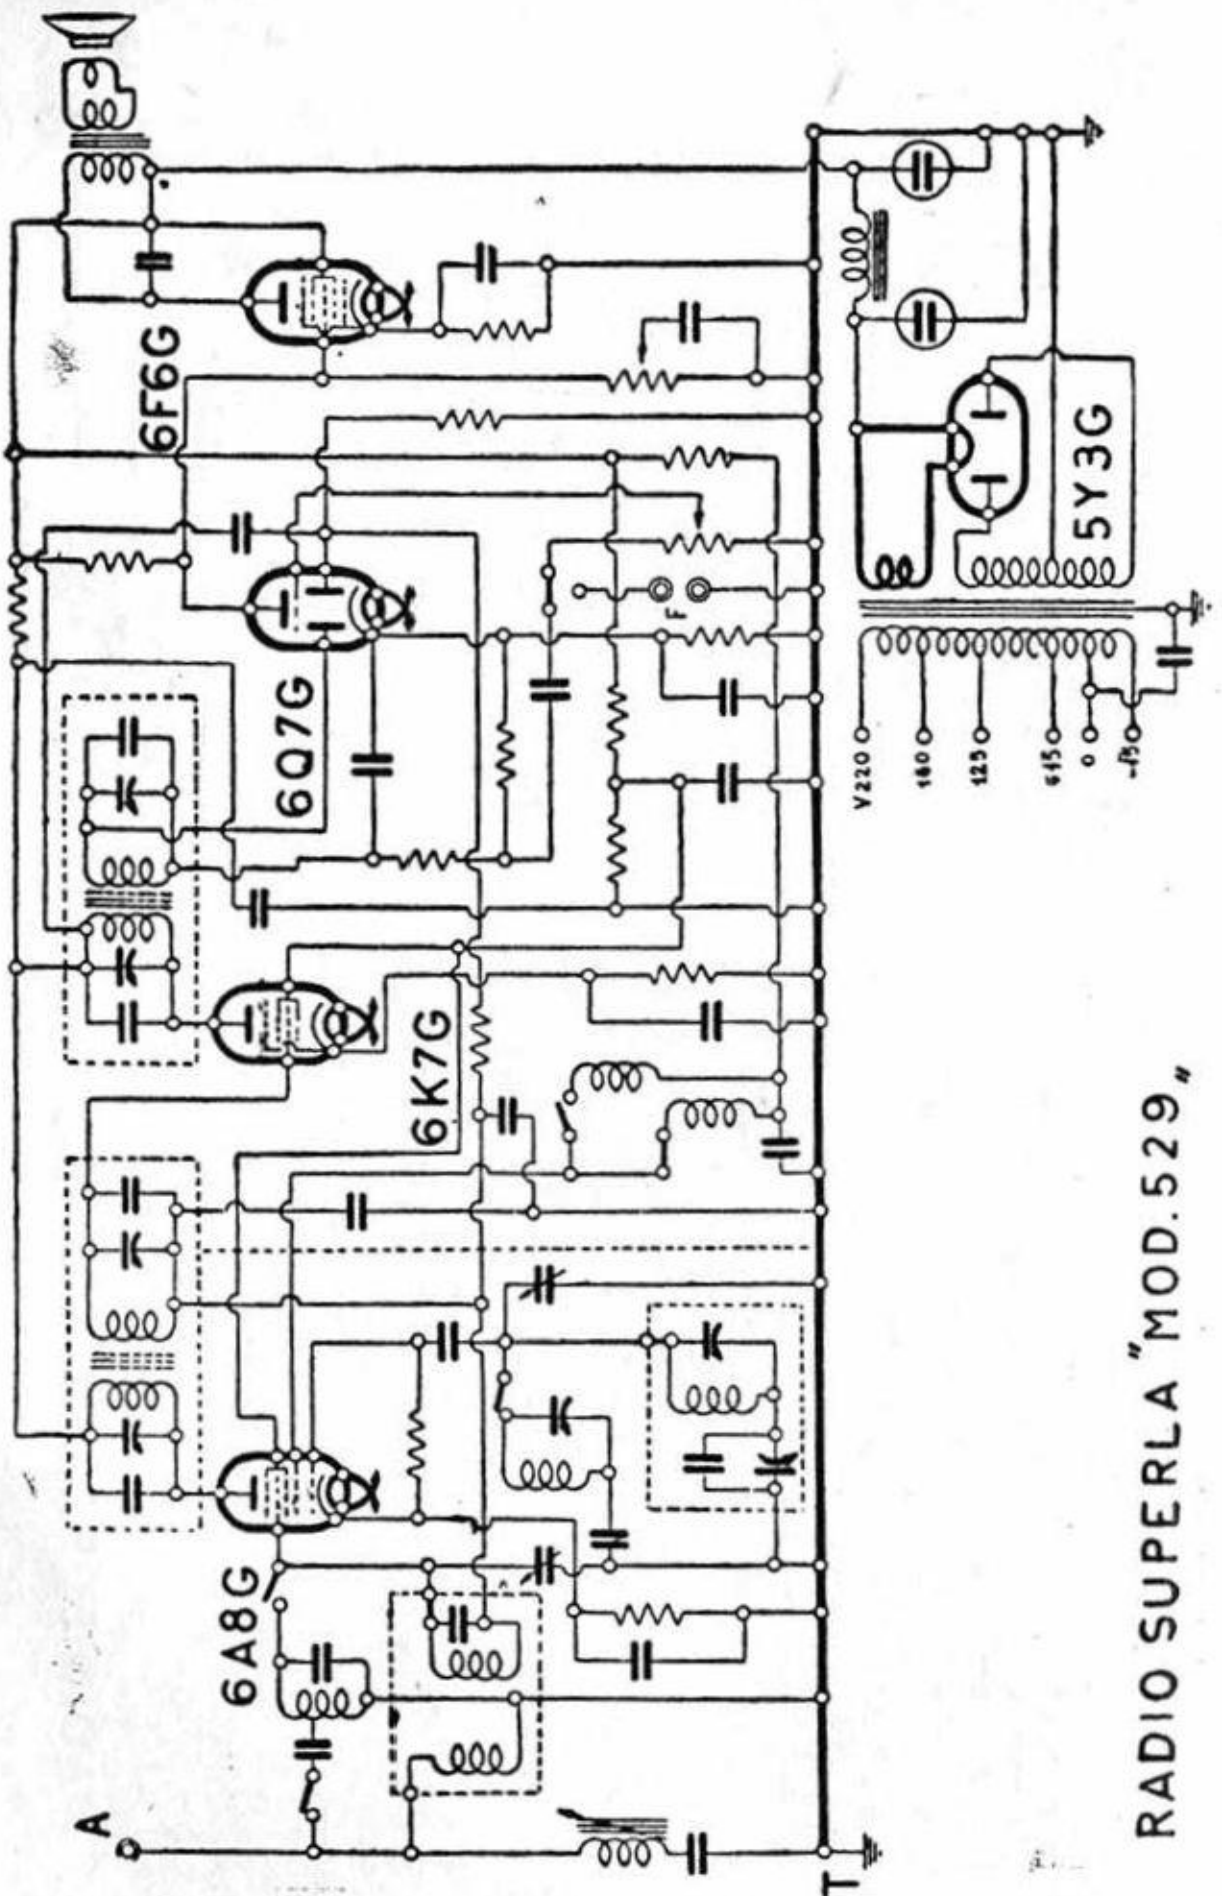 A
6A8G
6K7G
6Q7G
6F6G
F
T
5Y3G
V220
160
125
0
RADIO SUPERLA "MOD. 529"